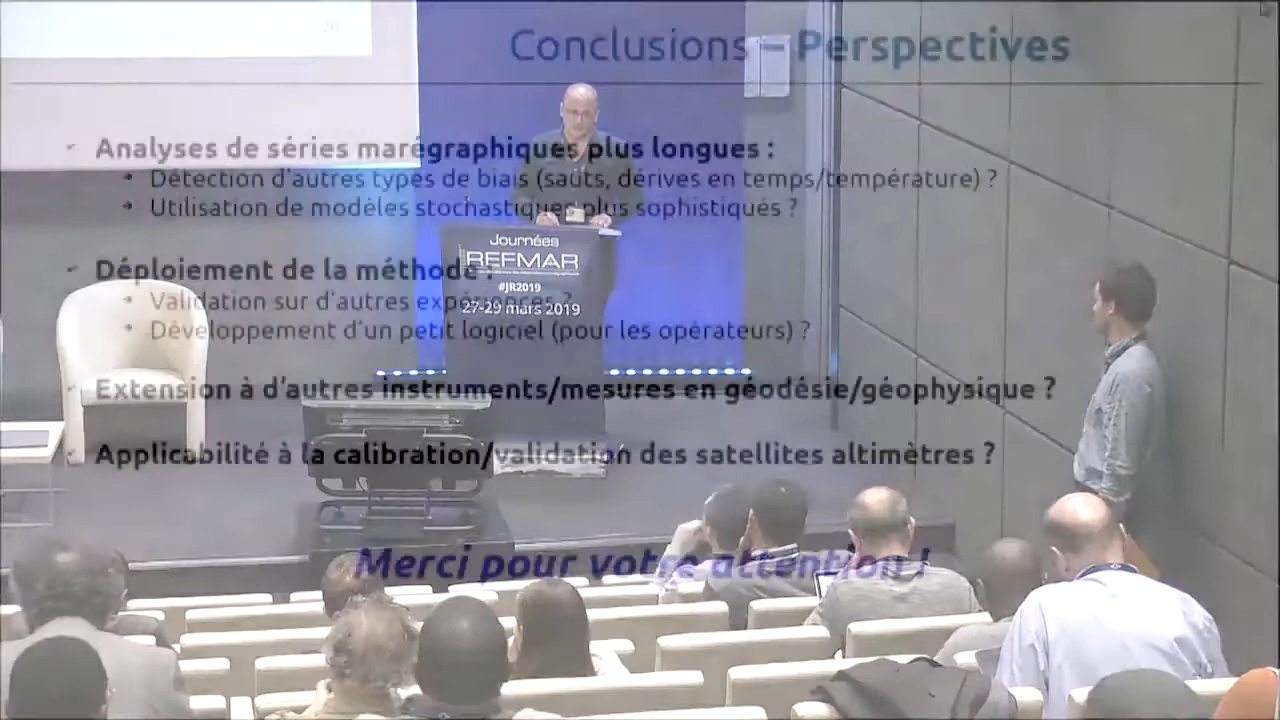 26
Conclusions – Perspectives
Analyses de séries marégraphiques plus longues :
Détection d'autres types de biais (sauts, dérives en temps/température) ?
Utilisation de modèles stochastiques plus sophistiqués ?
Journées
REFMAR
Déploiement de la méthode :
#JR2019
Validation sur d'autres expériences ?
27-29 mars 2019
Développement d'un petit logiciel (pour les opérateurs) ?
Extension à d'autres instruments/mesures en géodésie/géophysique ?
Applicabilité à la calibration/validation des satellites altimètres ?
Merci pour votre attention !